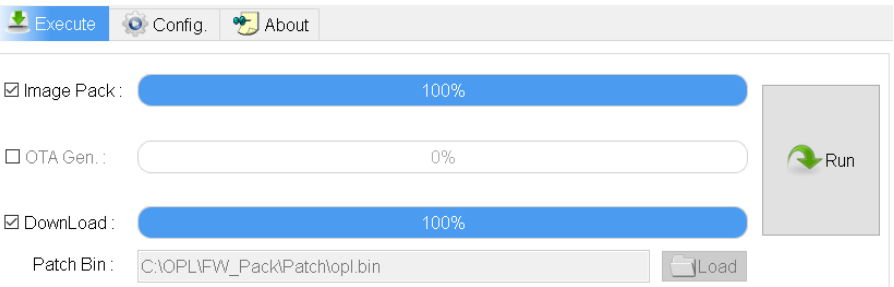 Execute Config. About
Image Pack : 100%
OTA Gen. : 0%
Run
DownLoad : 100%
Patch Bin : C:\OPL\FW_Pack\Patch\opl.bin Load